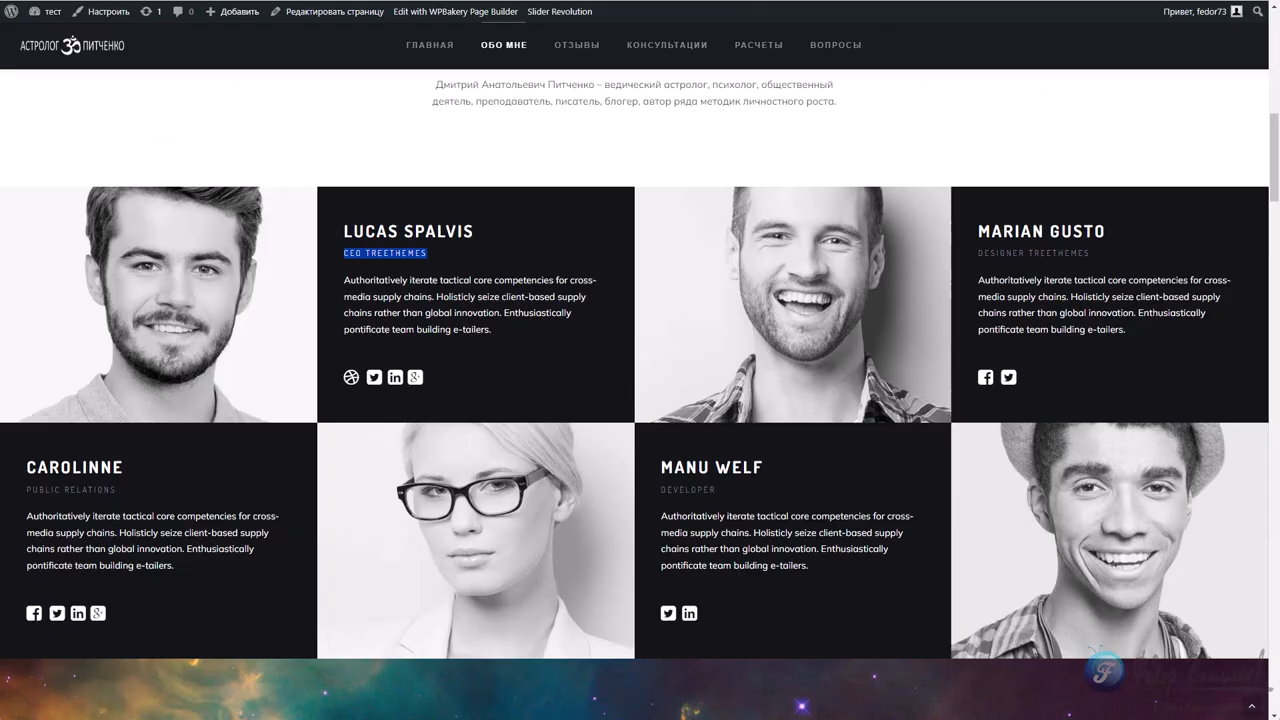 тест
Настроить
1
0
Добавить
Редактировать страницу
Edit with WPBakery Page Builder
Slider Revolution
Привет, fedor73
АСТРОЛОГ ПИТЧЕНКО
ГЛАВНАЯ
ОБО МНЕ
ОТЗЫВЫ
КОНСУЛЬТАЦИИ
РАСЧЕТЫ
ВОПРОСЫ
Дмитрий Анатольевич Питченко – ведический астролог, психолог, общественный
деятель, преподаватель, писатель, блогер, автор ряда методик личностного роста.
LUCAS SPALVIS
CEO TREETHEMES
Authoritatively iterate tactical core competencies for cross-
media supply chains. Holisticly seize client-based supply
chains rather than global innovation. Enthusiastically
pontificate team building e-tailers.
MARIAN GUSTO
DESIGNER TREETHEMES
Authoritatively iterate tactical core competencies for cross-
media supply chains. Holisticly seize client-based supply
chains rather than global innovation. Enthusiastically
pontificate team building e-tailers.
CAROLINNE
PUBLIC RELATIONS
Authoritatively iterate tactical core competencies for cross-
media supply chains. Holisticly seize client-based supply
chains rather than global innovation. Enthusiastically
pontificate team building e-tailers.
MANU WELF
DEVELOPER
Authoritatively iterate tactical core competencies for cross-
media supply chains. Holisticly seize client-based supply
chains rather than global innovation. Enthusiastically
pontificate team building e-tailers.